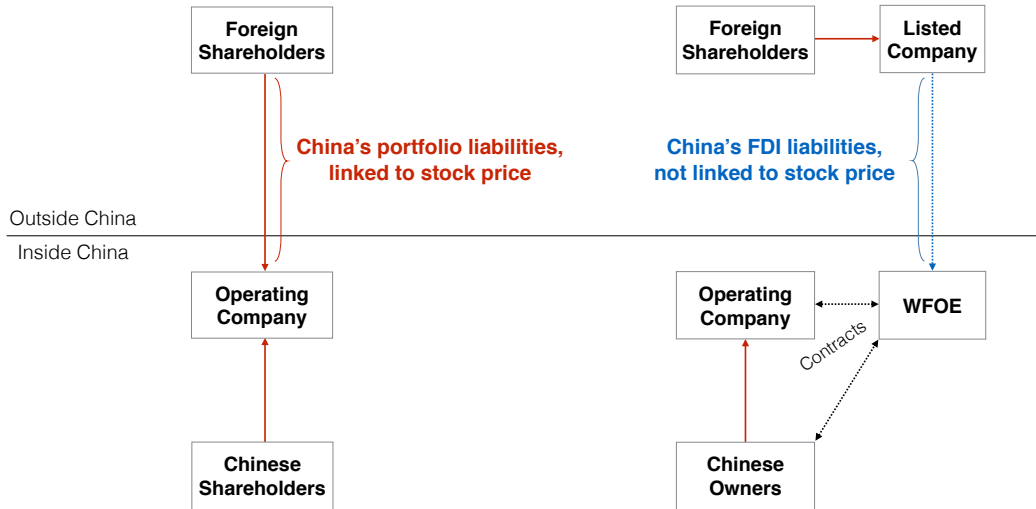 Foreign
Shareholders
Foreign
Shareholders
Listed
Company
China’s portfolio liabilities,
linked to stock price
China’s FDI liabilities,
not linked to stock price
Outside China
Inside China
Operating
Company
Operating
Company
WFOE
Contracts
Chinese
Shareholders
Chinese
Owners